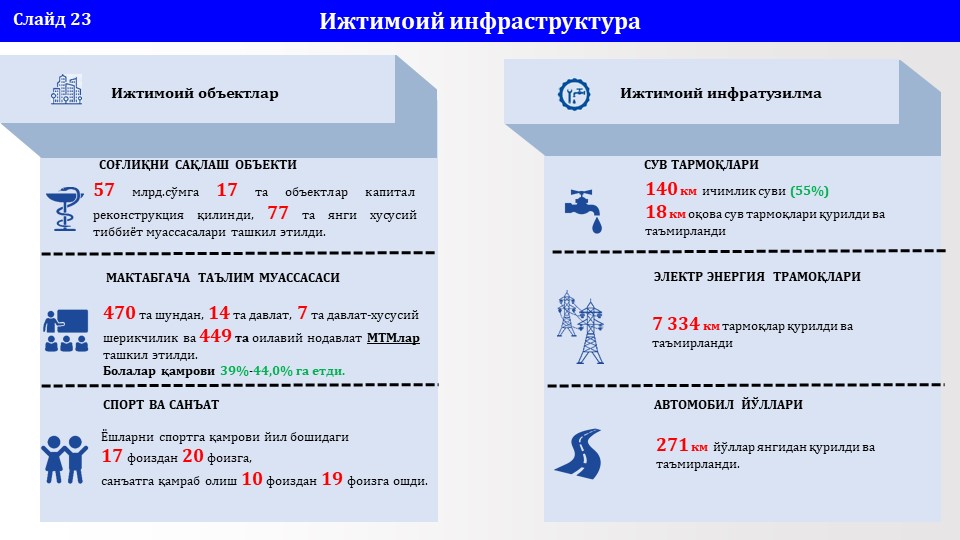 Слайд 23
Ижтимоий инфраструктура
Ижтимоий объектлар
СОҒЛИҚНИ САҚЛАШ ОБЪЕКТИ
57 млрд.сўмга 17 та объектлар капитал
реконструкция қилинди, 77 та янги хусусий
тиббиёт муассасалари ташкил этилди.
МАКТАБГАЧА ТАЪЛИМ МУАССАСАСИ
470 та шундан, 14 та давлат, 7 та давлат-хусусий
шерикчилик ва 449 та оилавий нодавлат МТМлар
ташкил этилди.
Болалар қамрови 39%-44,0% га етди.
СПОРТ ВА САНЪАТ
Ёшларни спортга қамрови йил бошидаги
17 фоиздан 20 фоизга,
санъатга қамраб олиш 10 фоиздан 19 фоизга ошди.
Ижтимоий инфратузилма
СУВ ТАРМОҚЛАРИ
140 км ичимлик суви (55%)
18 км оқова сув тармоқлари қурилди ва
таъмирланди
ЭЛЕКТР ЭНЕРГИЯ ТРАМОҚЛАРИ
7 334 км тармоқлар қурилди ва
таъмирланди
АВТОМОБИЛ ЙЎЛЛАРИ
271 км йўллар янгидан қурилди ва
таъмирланди.